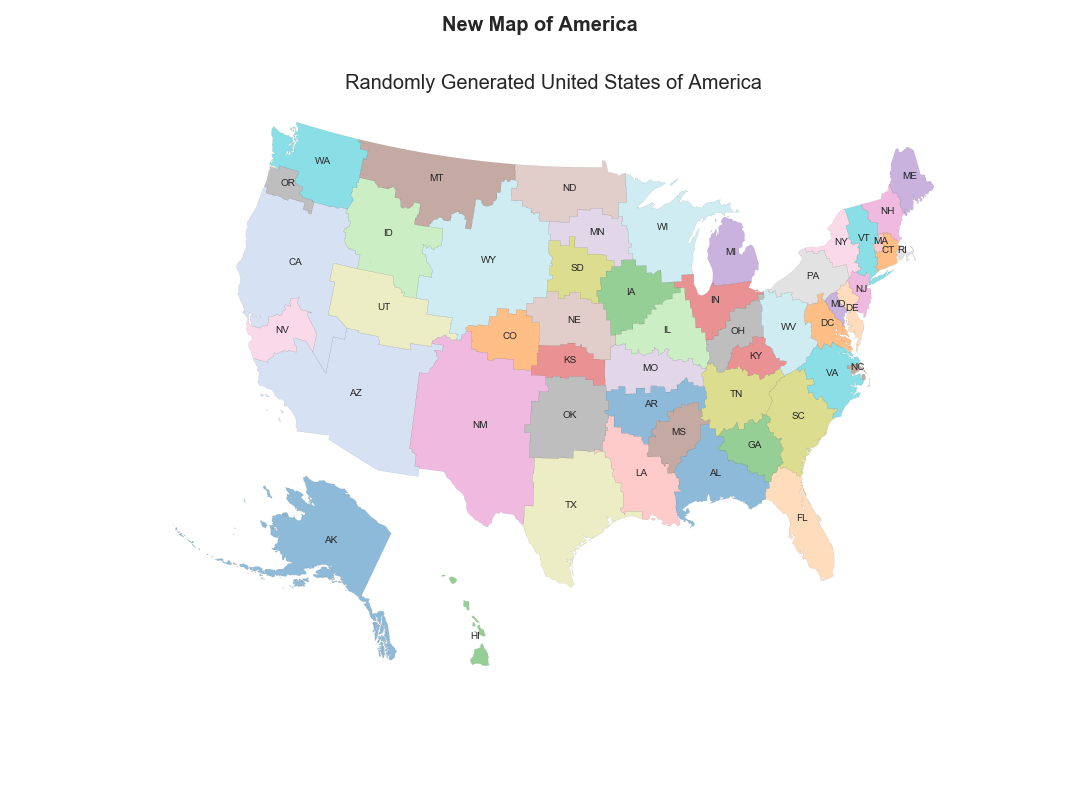 New Map of America
Randomly Generated United States of America
WA
MT
ND
ME
OR
ID
MN
WI
NH
NY
VT
MA
CT
RI
CA
WY
SD
MI
PA
IA
IN
NJ
MD
DE
UT
NE
IL
OH
WV
DC
NV
CO
KS
KY
MO
VA
NC
AZ
NM
OK
AR
TN
SC
MS
GA
LA
AL
TX
FL
AK
HI